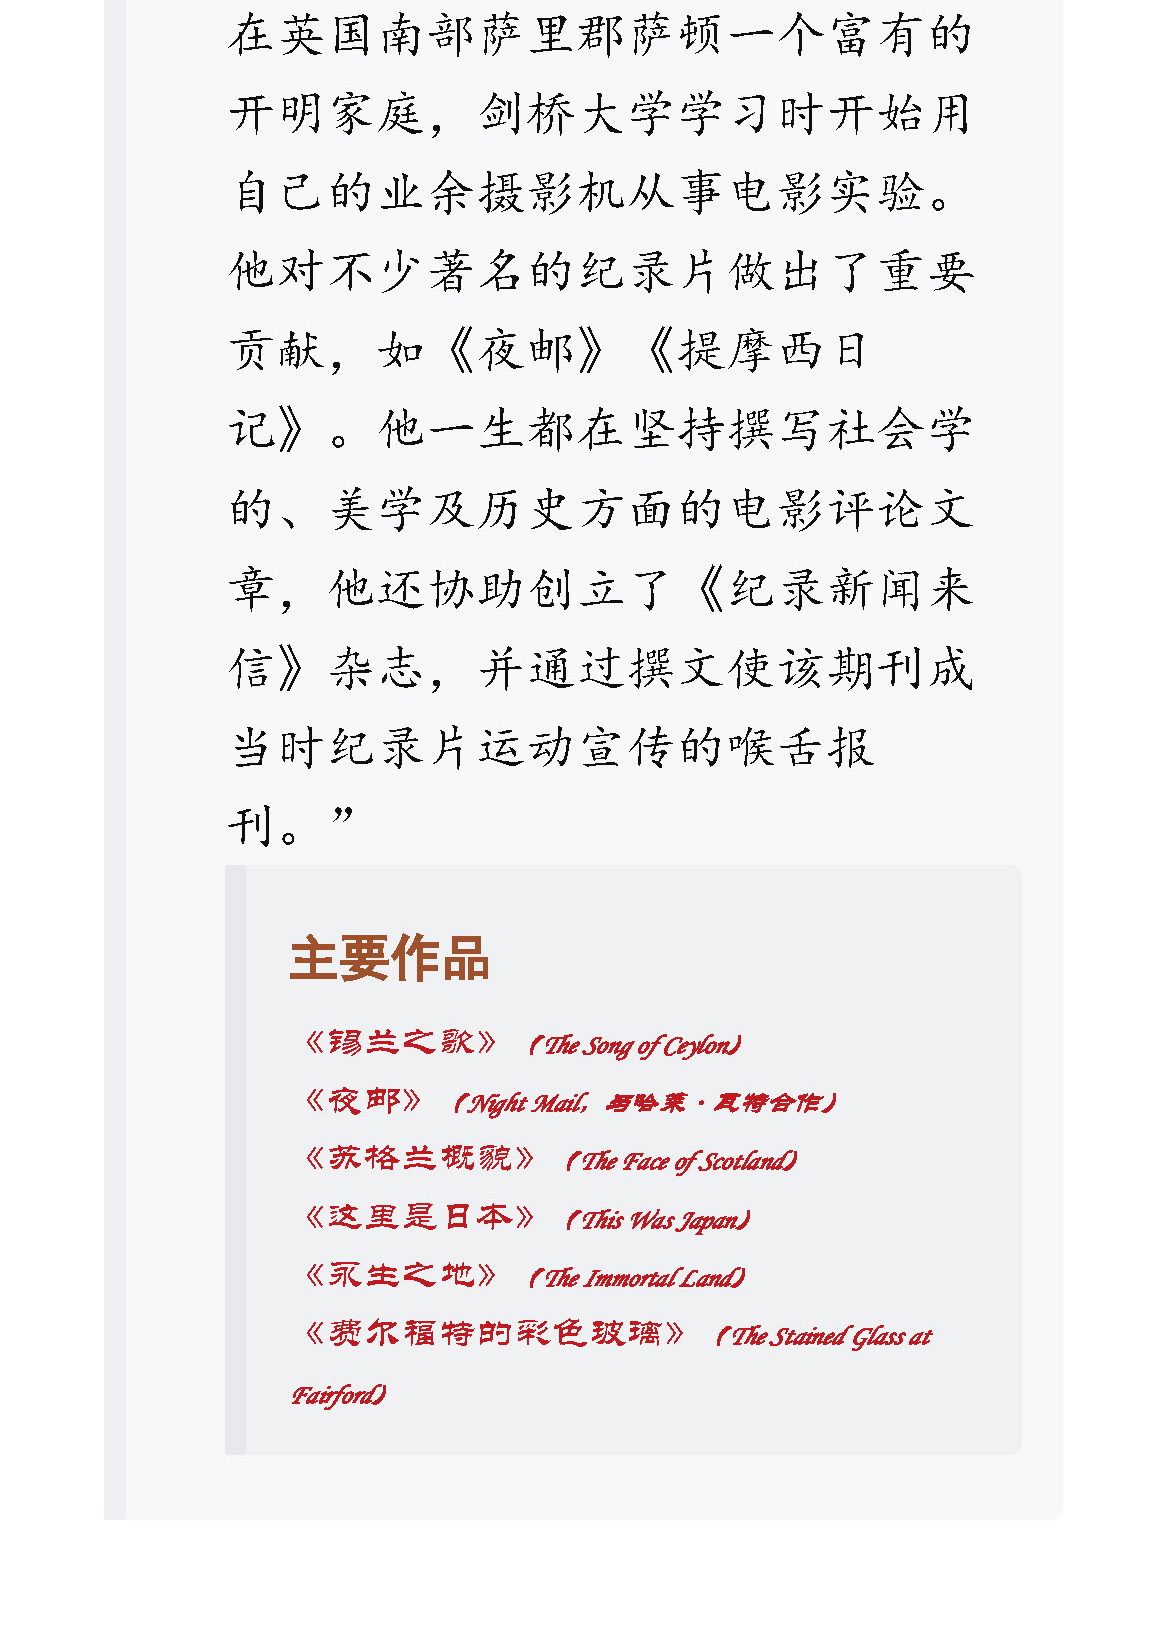 在英国南部萨里郡萨顿一个富有的
开明家庭，剑桥大学学习时开始用
自己的业余摄影机从事电影实验。
他对不少著名的纪录片做出了重要
贡献，如《夜邮》《提摩西日
记》。他一生都在坚持撰写社会学
的、美学及历史方面的电影评论文
章，他还协助创立了《纪录新闻来
信》杂志，并通过撰文使该期刊成
当时纪录片运动宣传的喉舌报
刊。”
主要作品
《锡兰之歌》（The Song of Ceylon）
《夜邮》（Night Mail，与哈莱·瓦特合作）
《苏格兰概貌》（The Face of Scotland）
《这里是日本》（This Was Japan）
《永生之地》（The Immortal Land）
《费尔福特的彩色玻璃》（The Stained Glass at
Fairford）